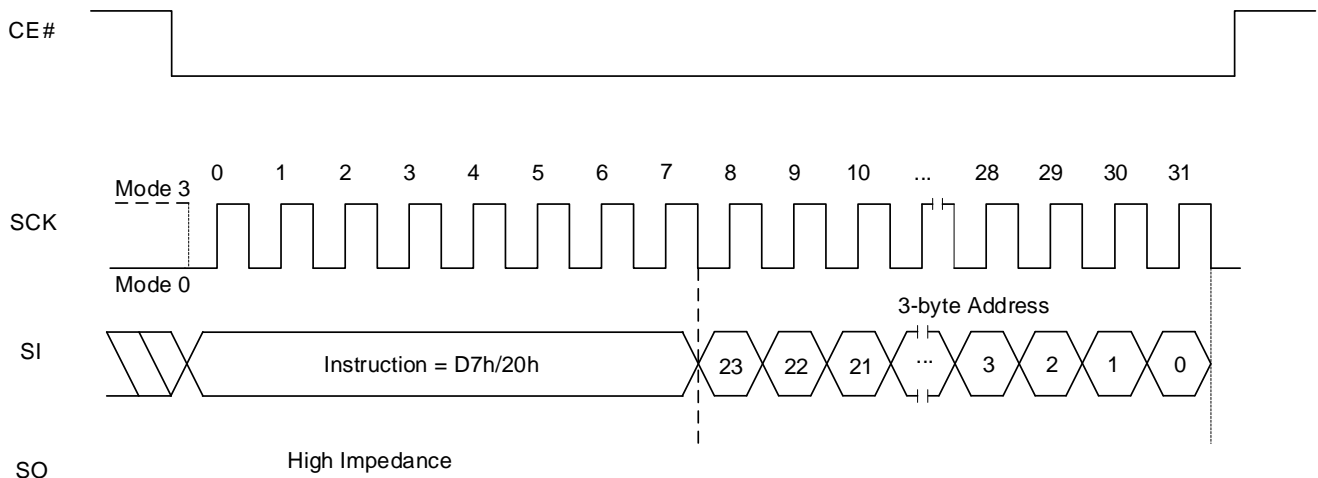 CE#
0 1 2 3 4 5 6 7 8 9 10 ... 28 29 30 31
Mode 3
SCK
Mode 0
3-byte Address
SI
Instruction = D7h/20h
23 22 21 ... 3 2 1 0
High Impedance
SO